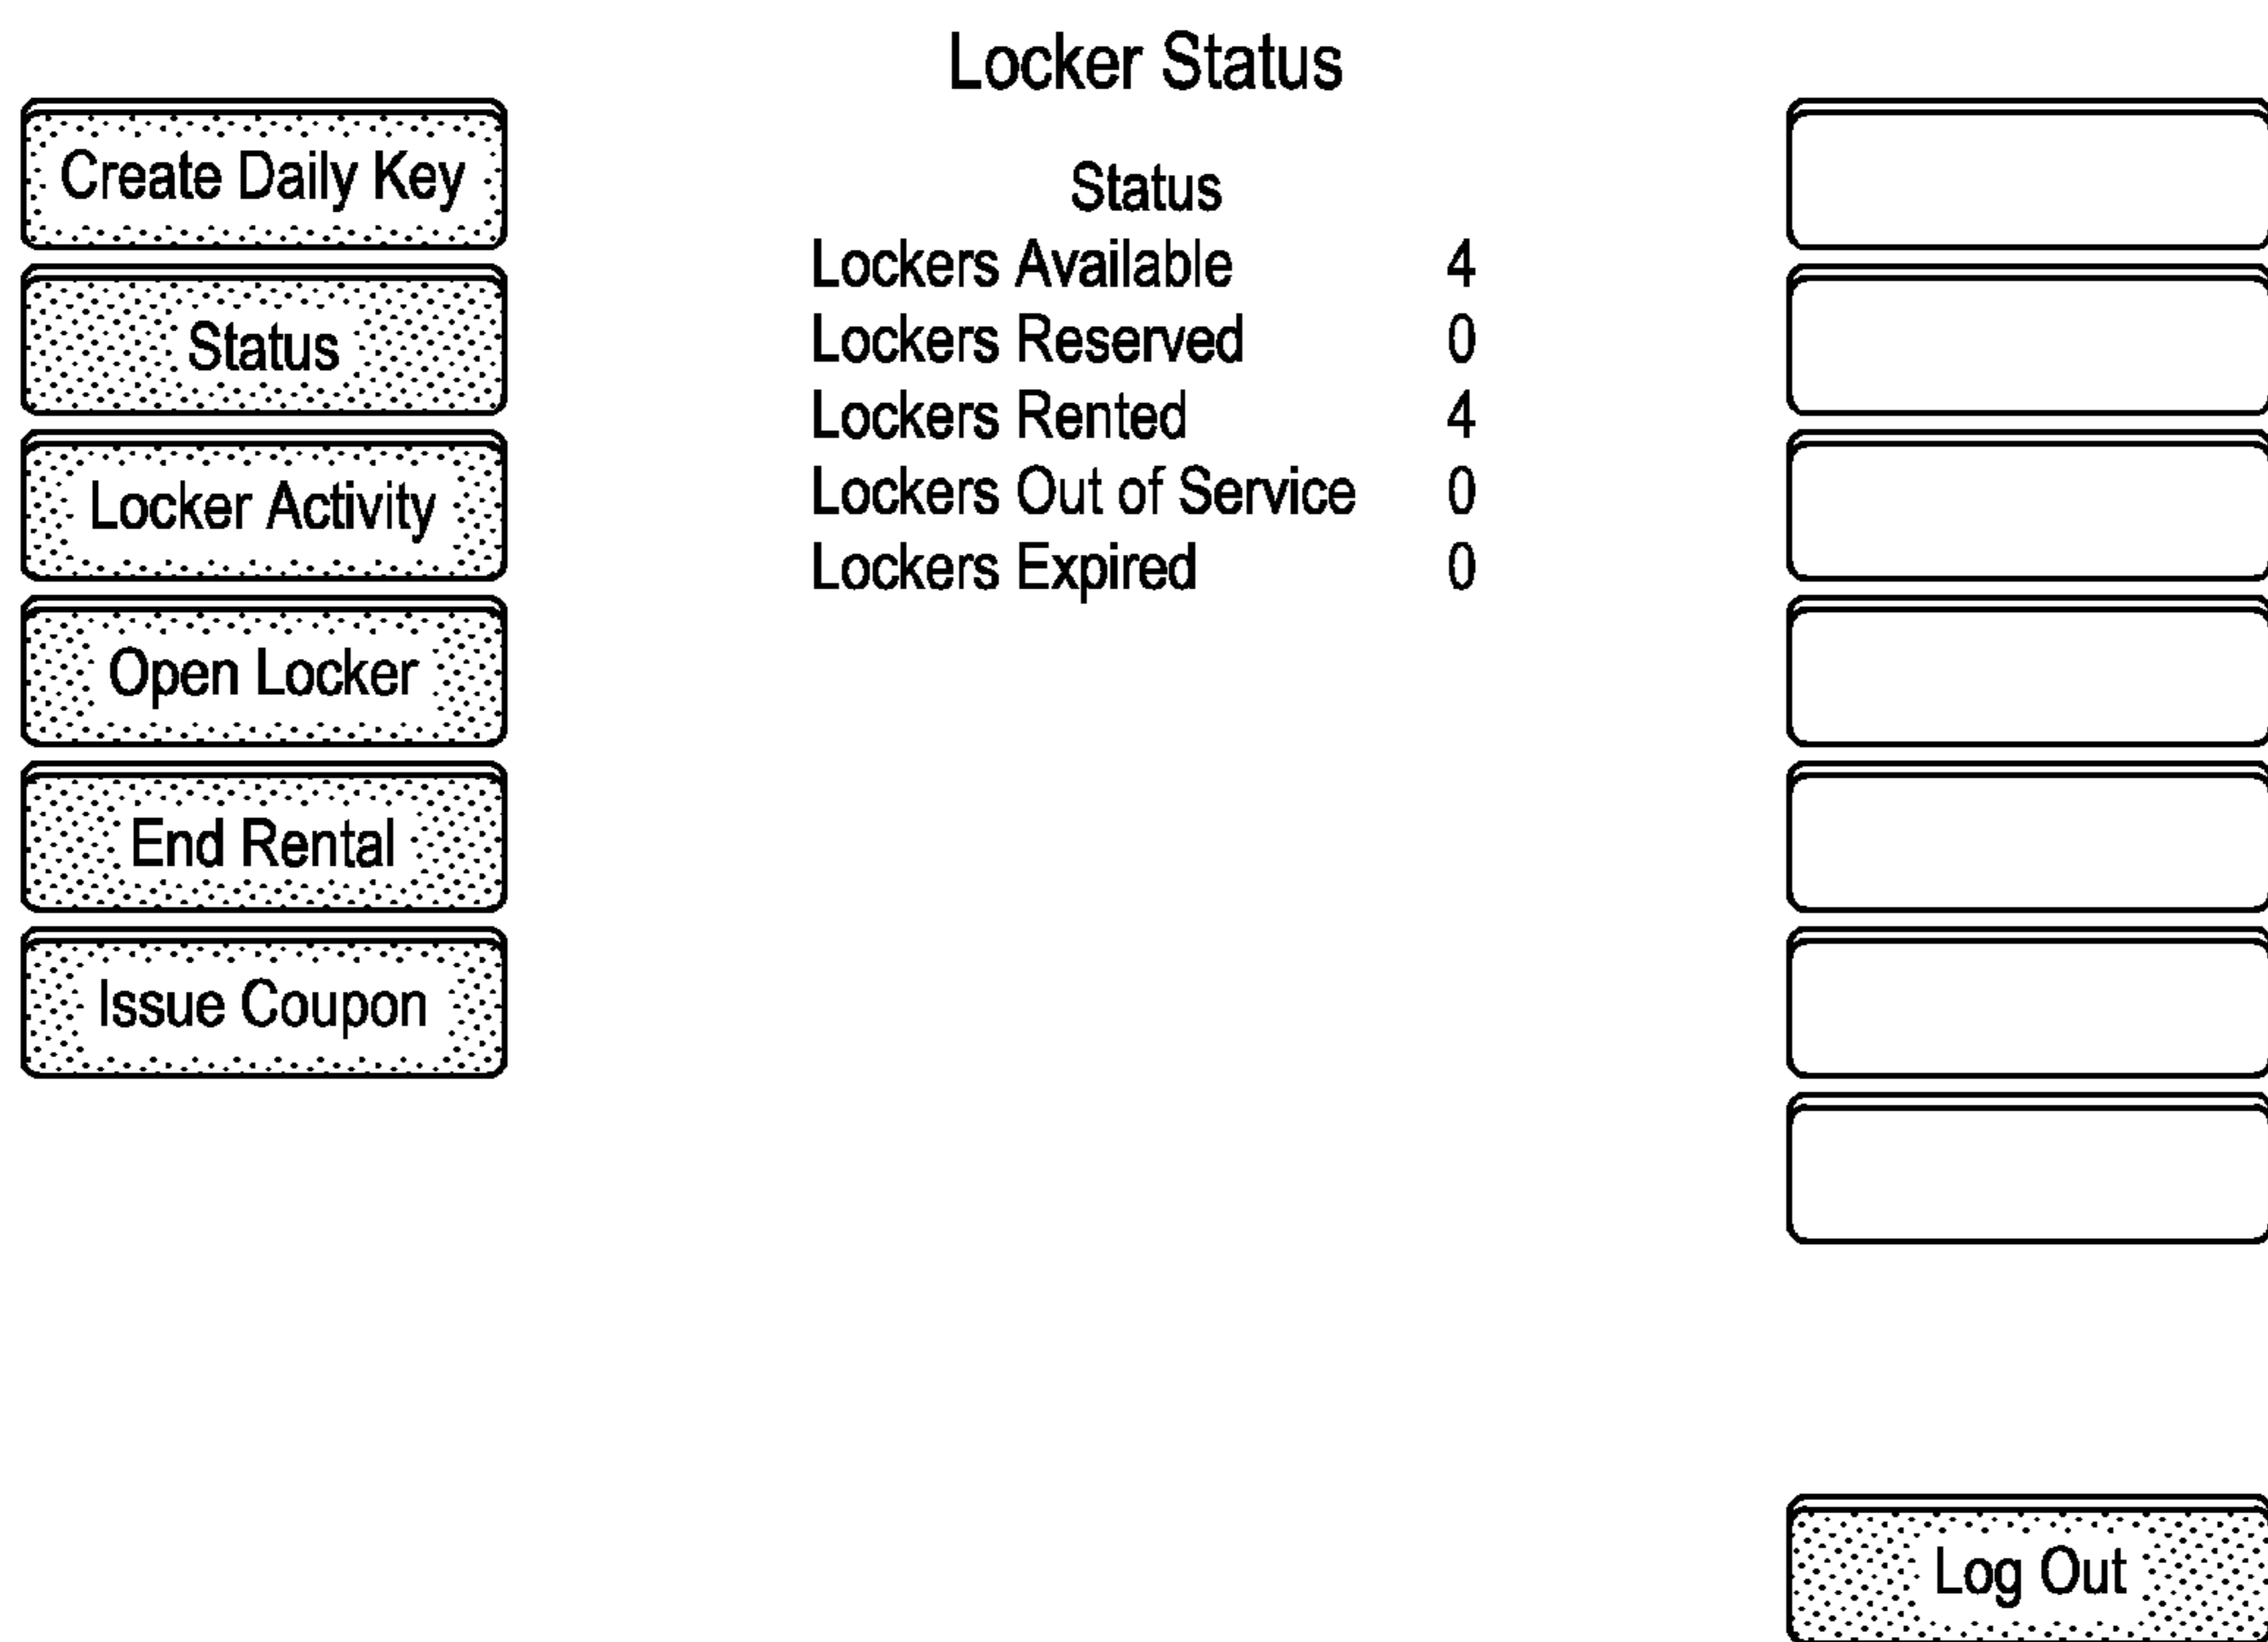 Locker Status
Create Daily Key
Status
Locker Activity
Open Locker
End Rental
Issue Coupon
Status
Lockers Available 4
Lockers Reserved 0
Lockers Rented 4
Lockers Out of Service 0
Lockers Expired 0
Log Out